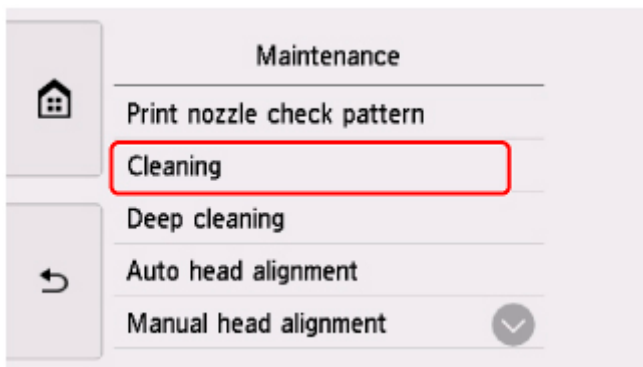 Maintenance
Print nozzle check pattern
Cleaning
Deep cleaning
Auto head alignment
Manual head alignment